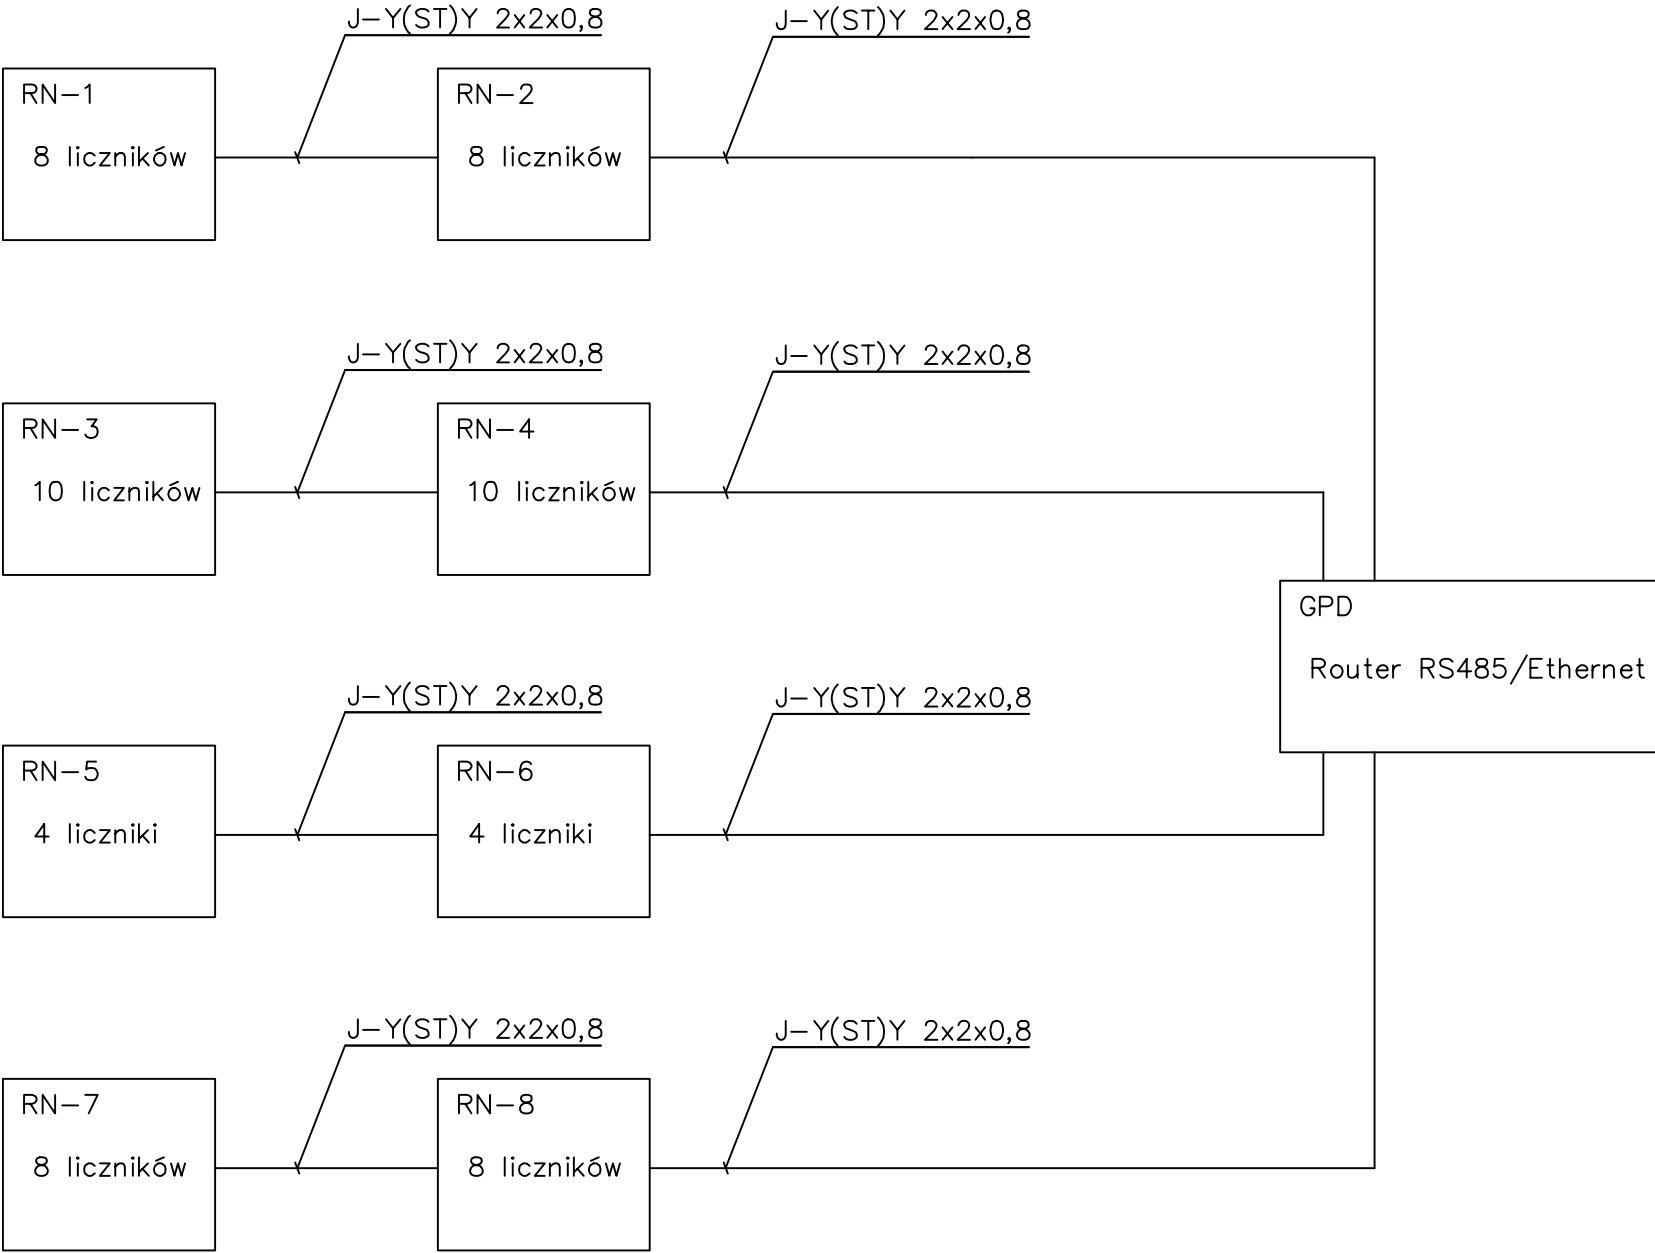 J-Y(ST)Y 2x2x0,8
J-Y(ST)Y 2x2x0,8
RN-1
8 liczników
RN-2
8 liczników
J-Y(ST)Y 2x2x0,8
J-Y(ST)Y 2x2x0,8
RN-3
10 liczników
RN-4
10 liczników
GPD
Router RS485/Ethernet
J-Y(ST)Y 2x2x0,8
J-Y(ST)Y 2x2x0,8
RN-5
4 liczniki
RN-6
4 liczniki
J-Y(ST)Y 2x2x0,8
J-Y(ST)Y 2x2x0,8
RN-7
8 liczników
RN-8
8 liczników